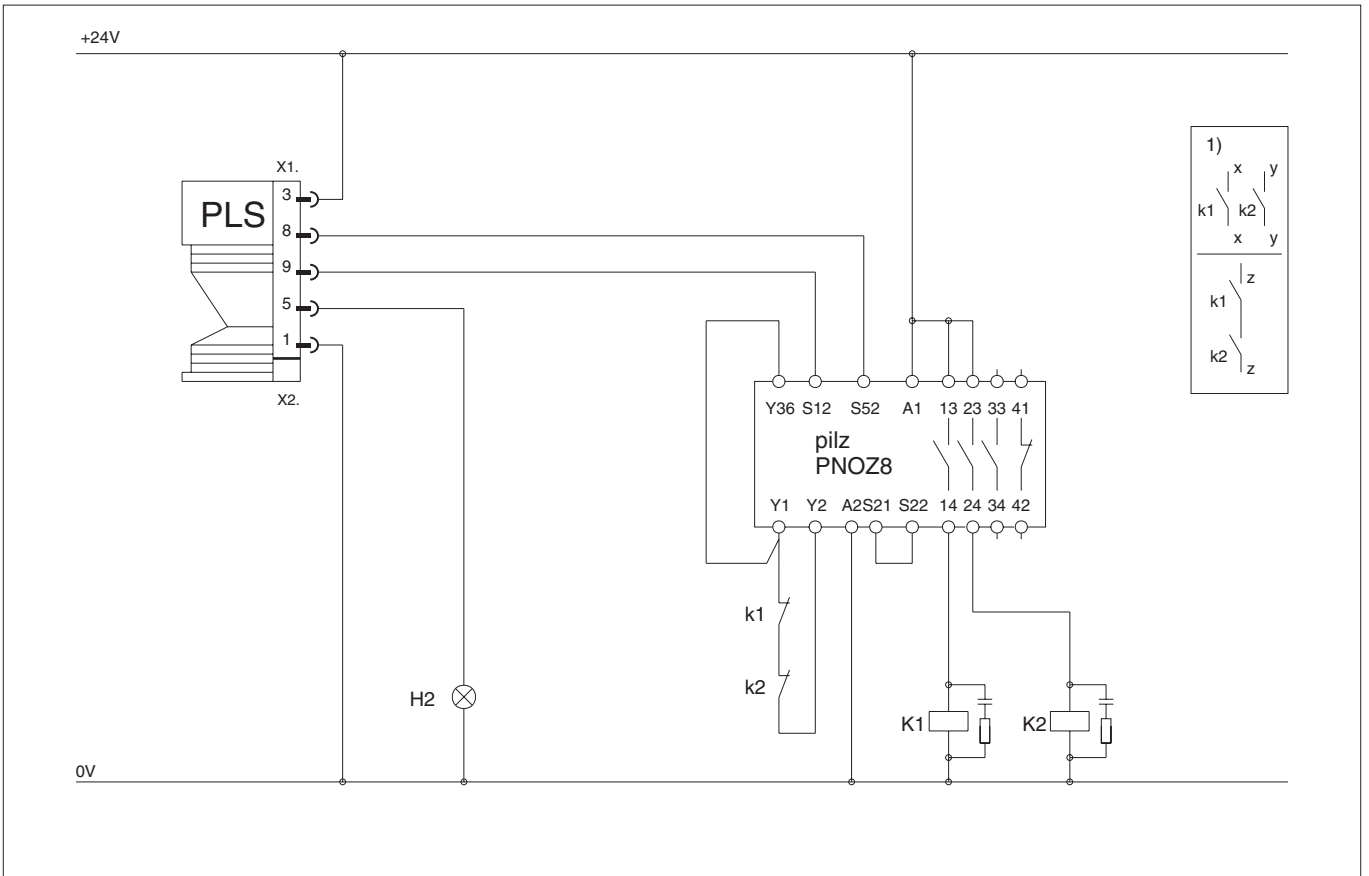 +24V
X1.
3
PLS
8
9
5
1
X2.
1)
x y
k1 k2
x y
z
k1
k2
z
Y36 S12 S52 A1 13 23 33 41
pilz
PNOZ8
Y1 Y2 A2 S21 S22 14 24 34 42
k1
k2
H2
K1 K2
0V